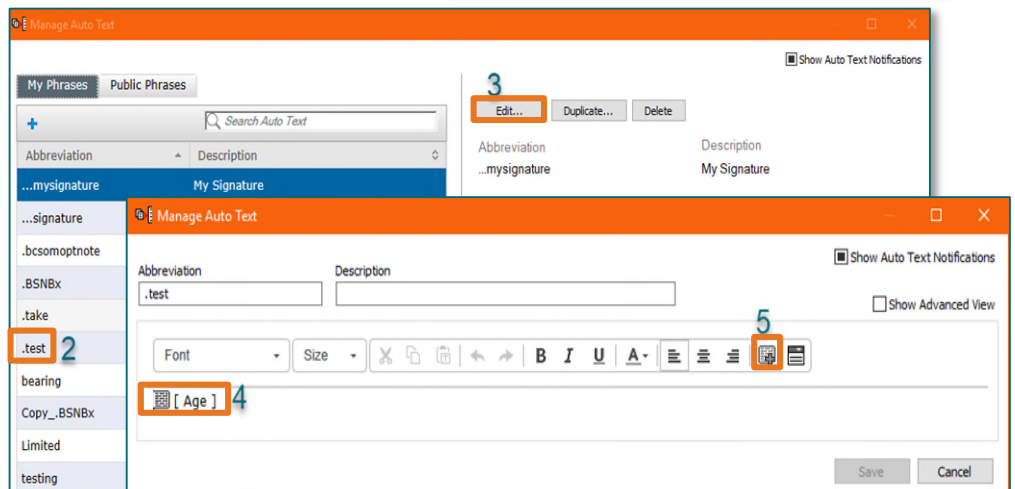 Manage Auto Text
Show Auto Text Notifications
My Phrases Public Phrases
3
Edit... Duplicate... Delete
+ Search Auto Text
Abbreviation Description
Abbreviation Description
...mysignature My Signature
...mysignature My Signature
...signature
.bcsomoptnote
.BSNBx
.take
.test 2
bearing
Copy_.BSNBx
Limited
testing
Manage Auto Text
Show Auto Text Notifications
Abbreviation Description
.test
Show Advanced View
5
Font Size B I U A
[ Age ] 4
Save Cancel